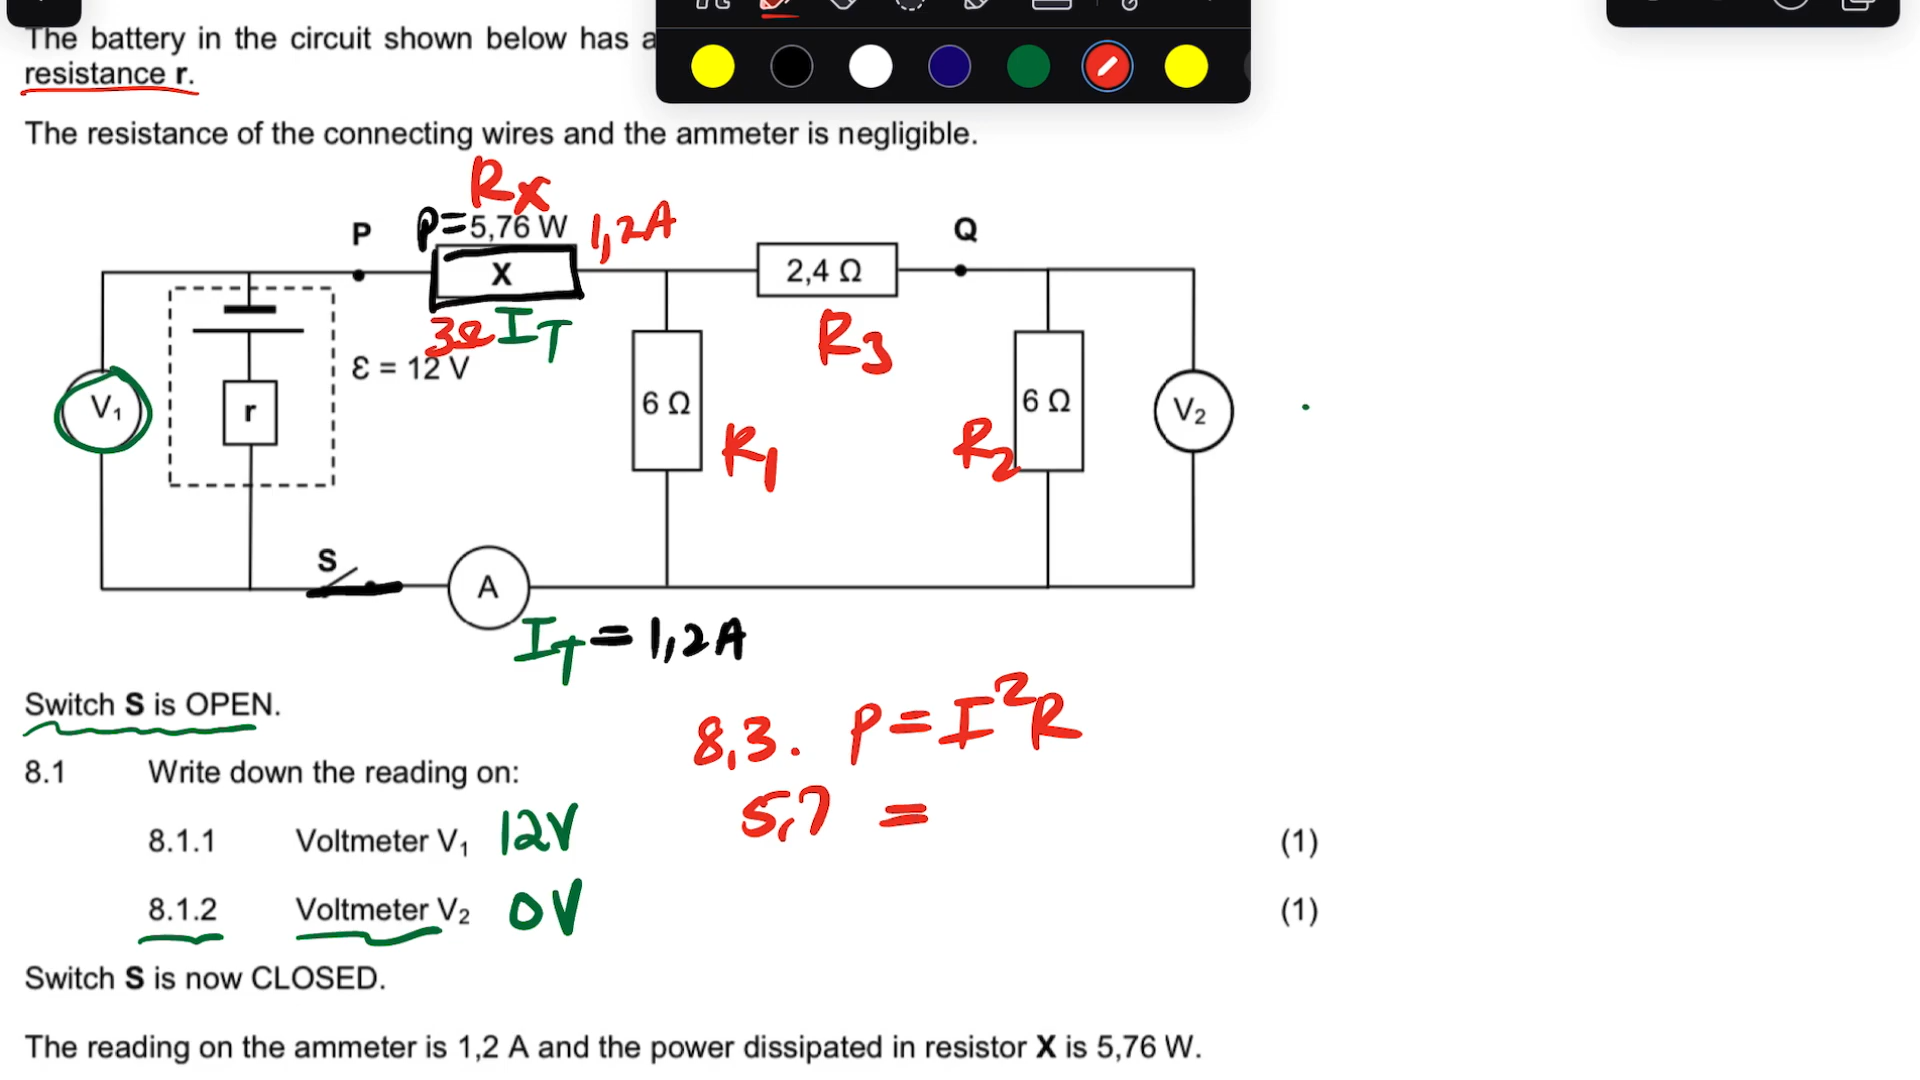 The battery in the circuit shown below has a
resistance r.
The resistance of the connecting wires and the ammeter is negligible.
Rx
P P=5,76 W 1,2A Q
X 2,4 Ω
3Ω IT R3
Ɛ = 12 V
V1 r 6 Ω 6 Ω V2
R1 R2
S
A
IT = 1,2A
Switch S is OPEN.
8,3. P=I²R
8.1 Write down the reading on:
5,7 =
8.1.1 Voltmeter V1 12V (1)
8.1.2 Voltmeter V2 0V (1)
Switch S is now CLOSED.
The reading on the ammeter is 1,2 A and the power dissipated in resistor X is 5,76 W.